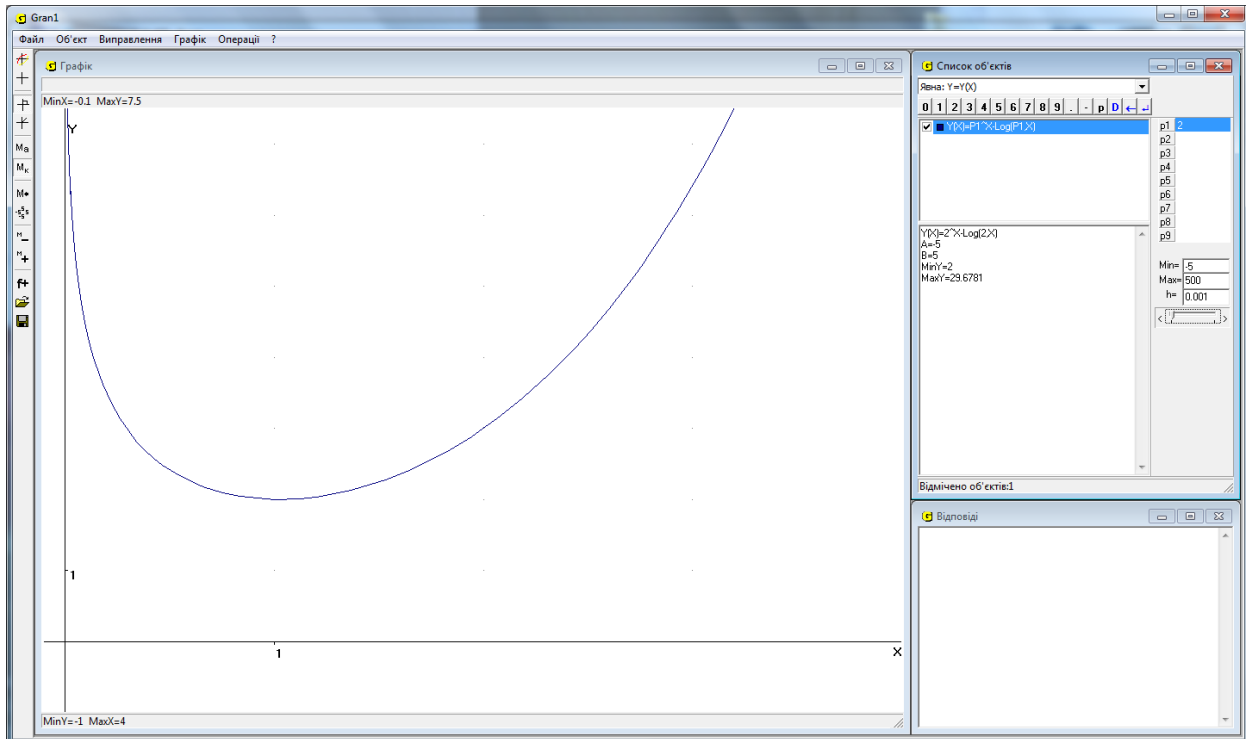 Gran1
Файл Об'єкт Виправлення Графік Операції ?
Графік
MinX=-0.1 MaxY=7.5
Y
1
1
X
MinY=-1 MaxX=4
Ma
Mк
M•
M
–
M
+
f+
Список об'єктів
Явна: Y=Y(X)
0 1 2 3 4 5 6 7 8 9 . - p D ←
Y(X)=P1^X-Log(P1,X)
p1 2
p2
p3
p4
p5
p6
p7
p8
p9
Y(X)=2^X-Log(2,X)
A=-5
B=5
MinY=2
MaxY=29.6781
Min= -5
Max= 500
h= 0.001
< >
Відмічено об'єктів:1
Відповіді